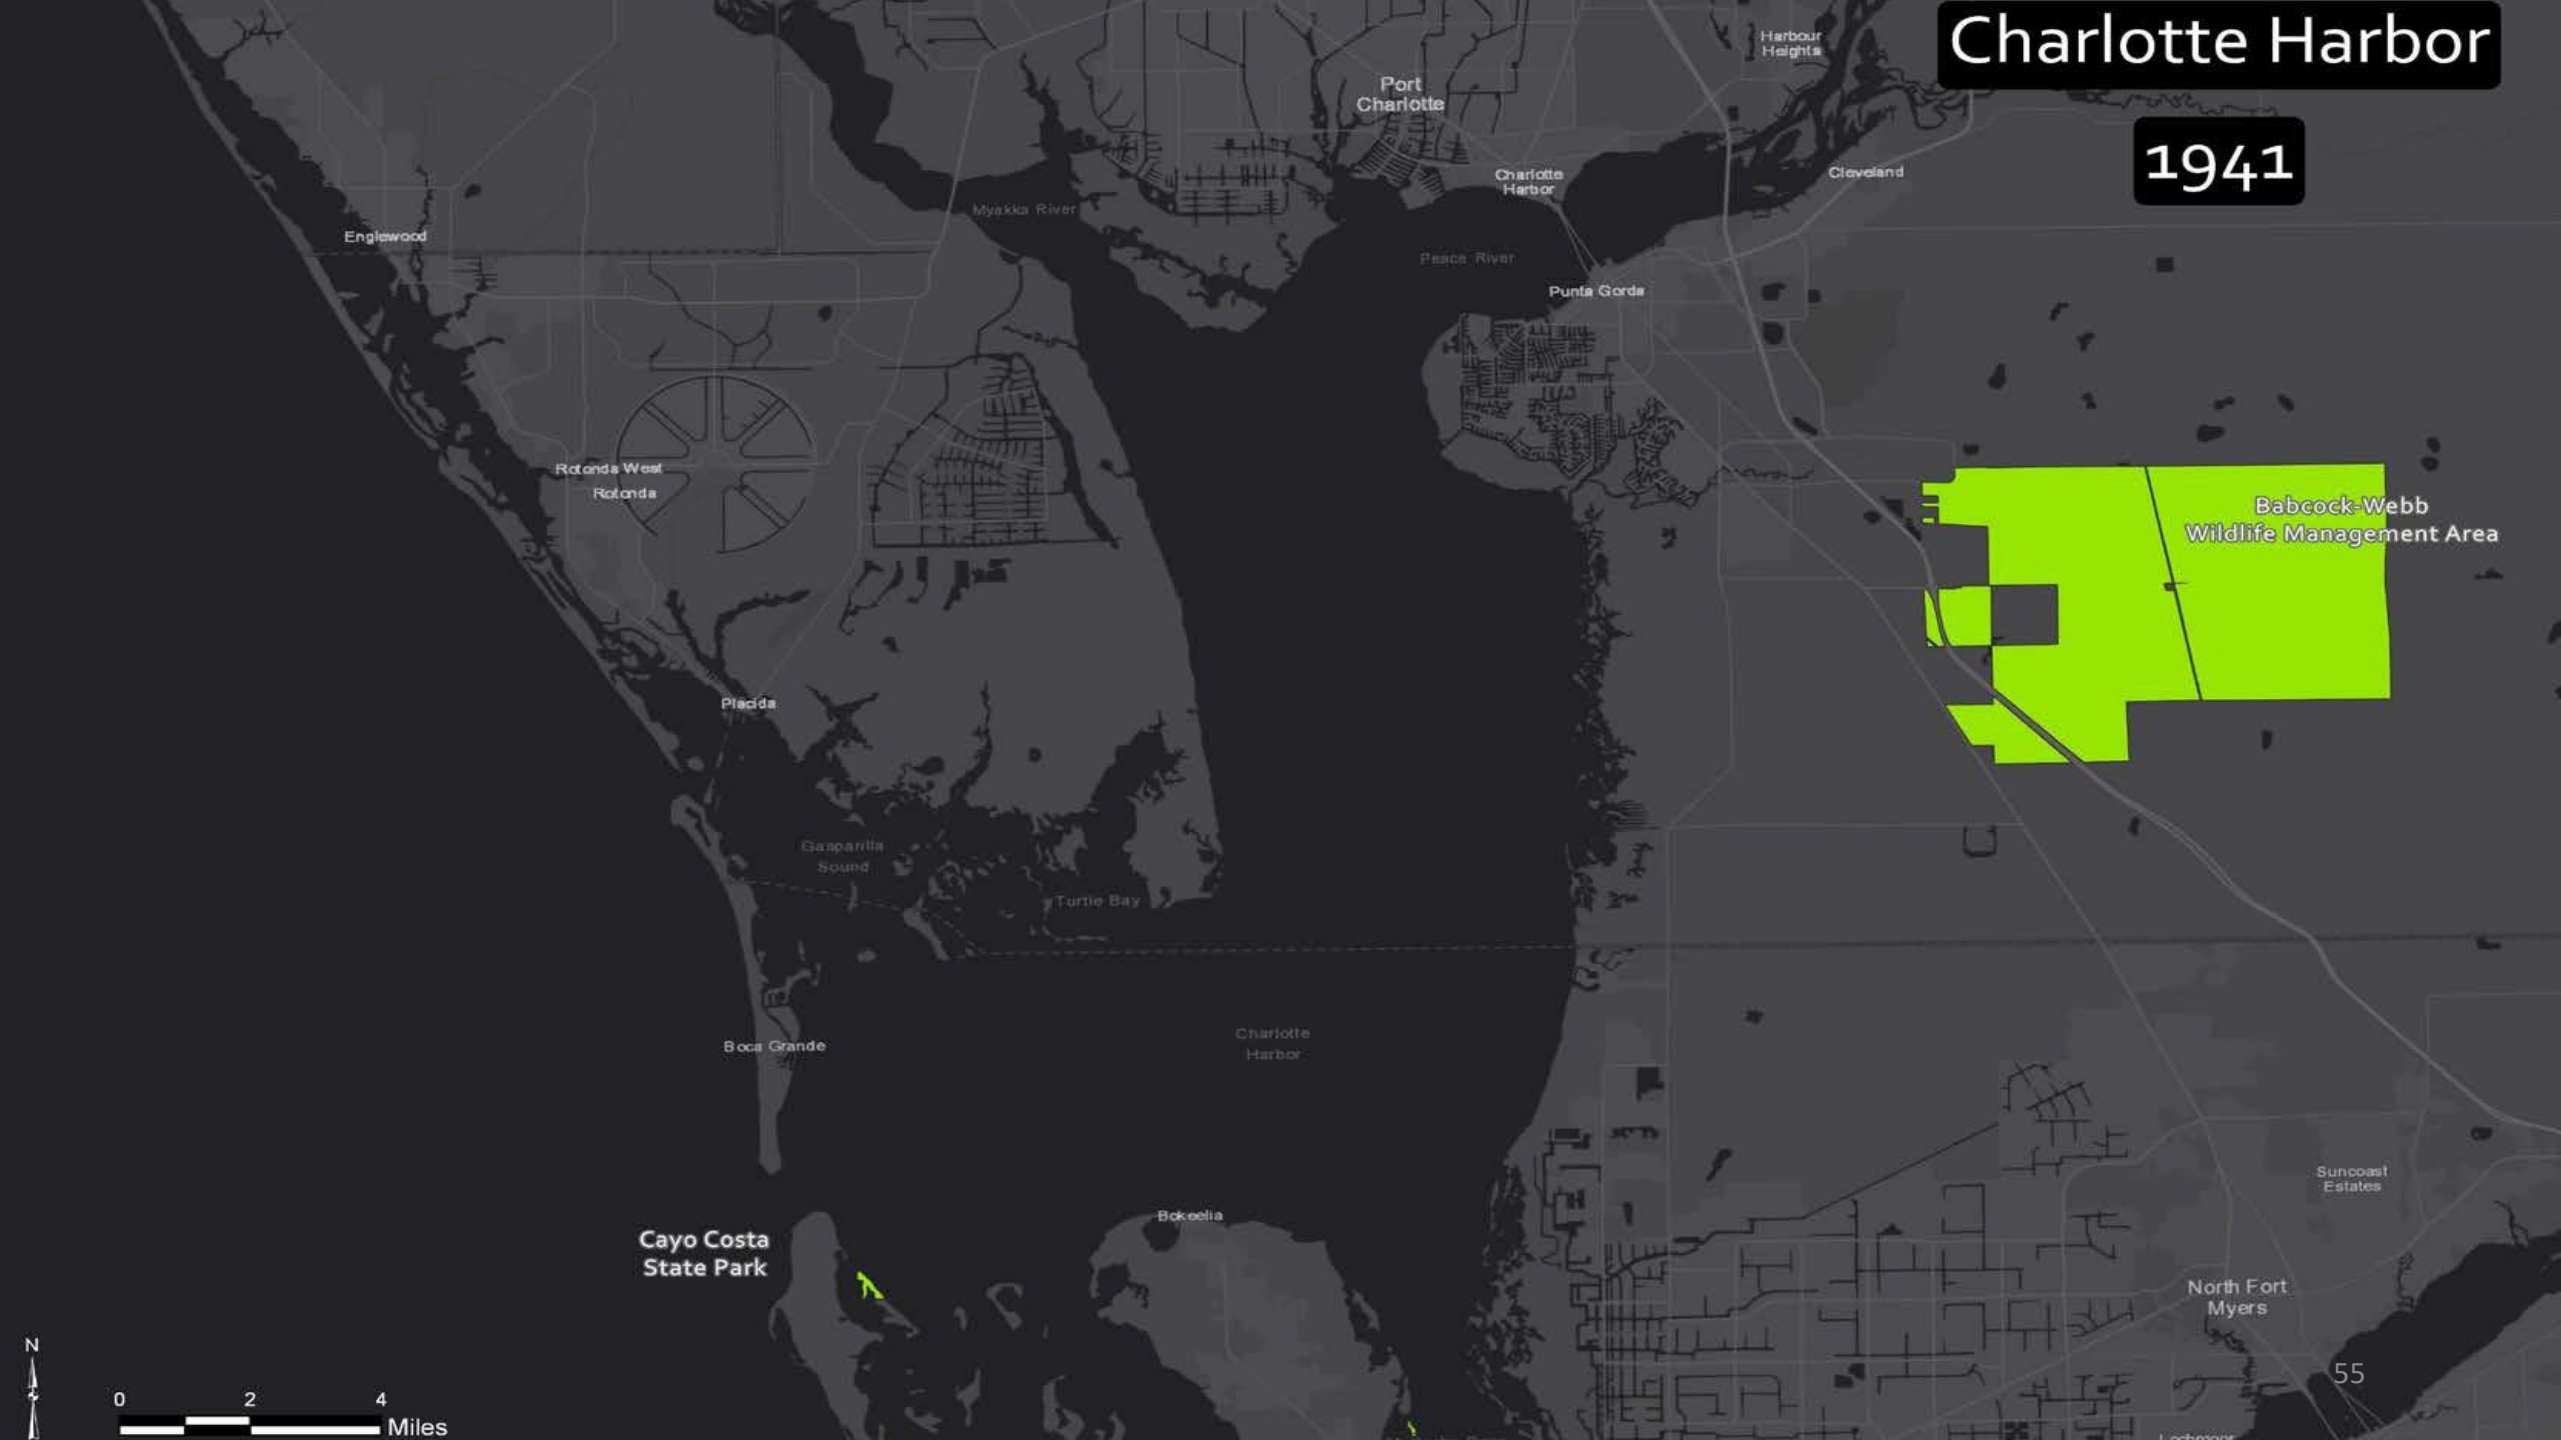 Charlotte Harbor
1941
Harbour
Heights
Port
Charlotte
Charlotte
Harbor
Cleveland
Myakka River
Englewood
Peace River
Punta Gorda
Rotonda West
Rotonda
Babcock-Webb
Wildlife Management Area
Placida
Gasparilla
Sound
Turtle Bay
Charlotte
Harbor
Boca Grande
Suncoast
Estates
Bokeelia
Cayo Costa
State Park
North Fort
Myers
N
55
0 2 4
Miles